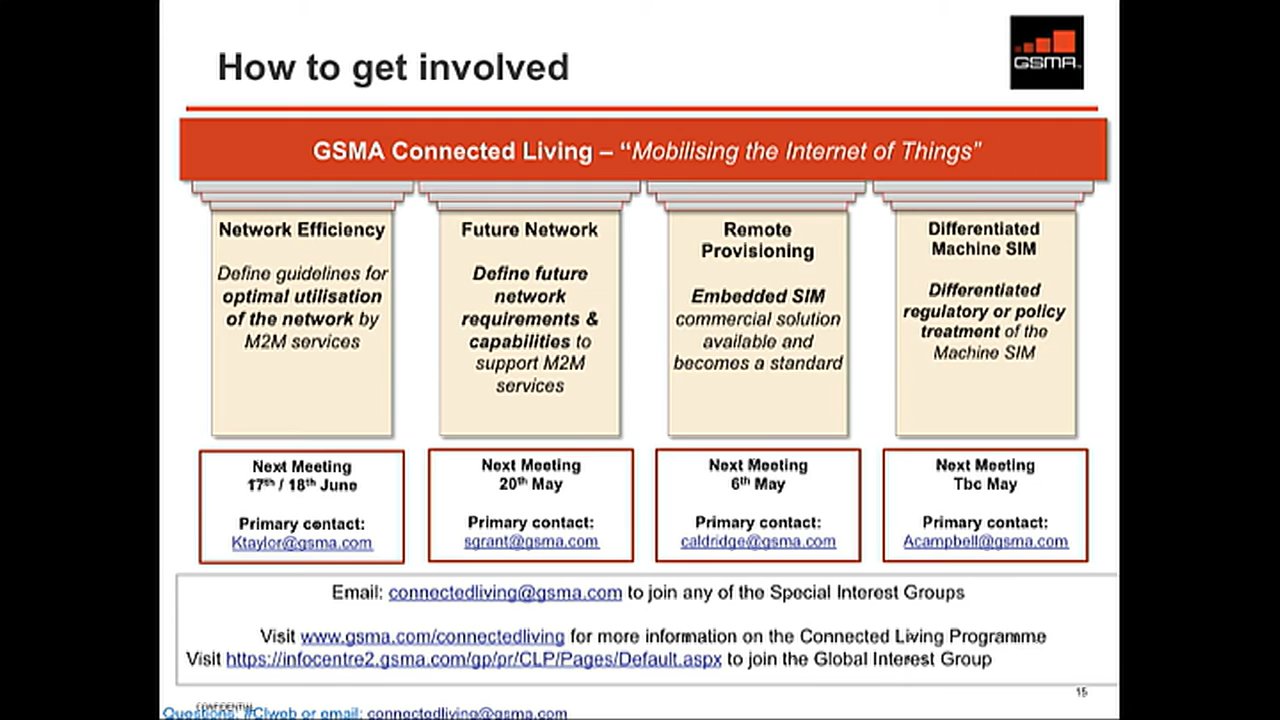 How to get involved
GSMA
GSMA Connected Living – “Mobilising the Internet of Things”
Network Efficiency
Define guidelines for
optimal utilisation
of the network by
M2M services
Future Network
Define future
network
requirements &
capabilities to
support M2M
services
Remote
Provisioning
Embedded SIM
commercial solution
available and
becomes a standard
Differentiated
Machine SIM
Differentiated
regulatory or policy
treatment of the
Machine SIM
Next Meeting
17th / 18th June
Primary contact:
Ktaylor@gsma.com
Next Meeting
20th May
Primary contact:
sgrant@gsma.com
Next Meeting
6th May
Primary contact:
caldridge@gsma.com
Next Meeting
Tbc May
Primary contact:
Acampbell@gsma.com
Email: connectedliving@gsma.com to join any of the Special Interest Groups
Visit www.gsma.com/connectedliving for more information on the Connected Living Programme
Visit https://infocentre2.gsma.com/gp/pr/CLP/Pages/Default.aspx to join the Global Interest Group
15
CONFIDENTIAL
Questions: #Clweb or email: connectedliving@gsma.com